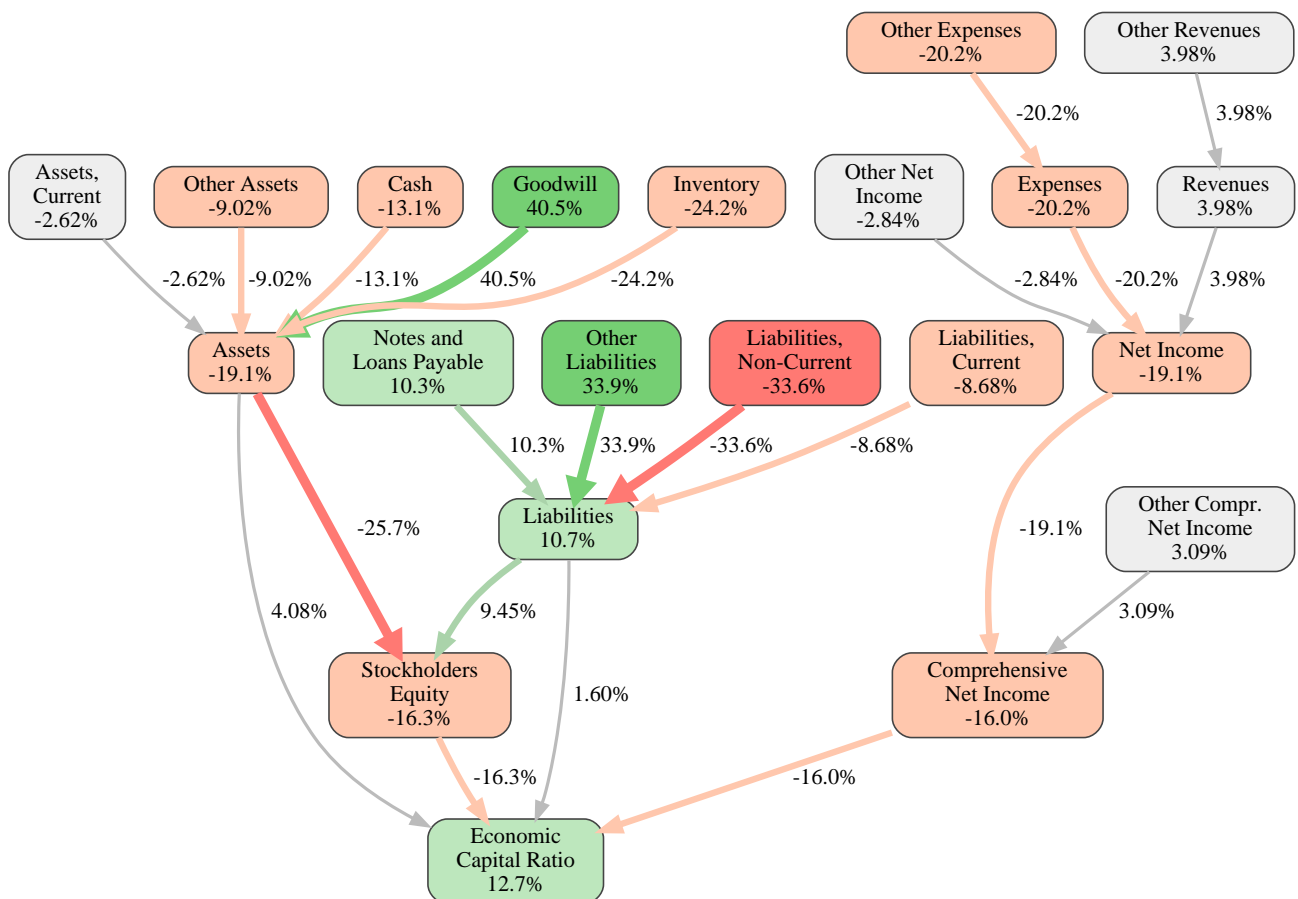 Other Expenses
-20.2%
Other Revenues
3.98%
-20.2%
3.98%
Assets,
Current
-2.62%
Other Assets
-9.02%
Cash
-13.1%
Goodwill
40.5%
Inventory
-24.2%
Other Net
Income
-2.84%
Expenses
-20.2%
Revenues
3.98%
-2.62%
-9.02%
-13.1%
40.5%
-24.2%
-2.84%
-20.2%
3.98%
Assets
-19.1%
Notes and
Loans Payable
10.3%
Other
Liabilities
33.9%
Liabilities,
Non-Current
-33.6%
Liabilities,
Current
-8.68%
Net Income
-19.1%
10.3%
33.9%
-33.6%
-8.68%
-25.7%
Liabilities
10.7%
-19.1%
Other Compr.
Net Income
3.09%
4.08%
9.45%
3.09%
Stockholders
Equity
-16.3%
1.60%
Comprehensive
Net Income
-16.0%
-16.3%
-16.0%
Economic
Capital Ratio
12.7%